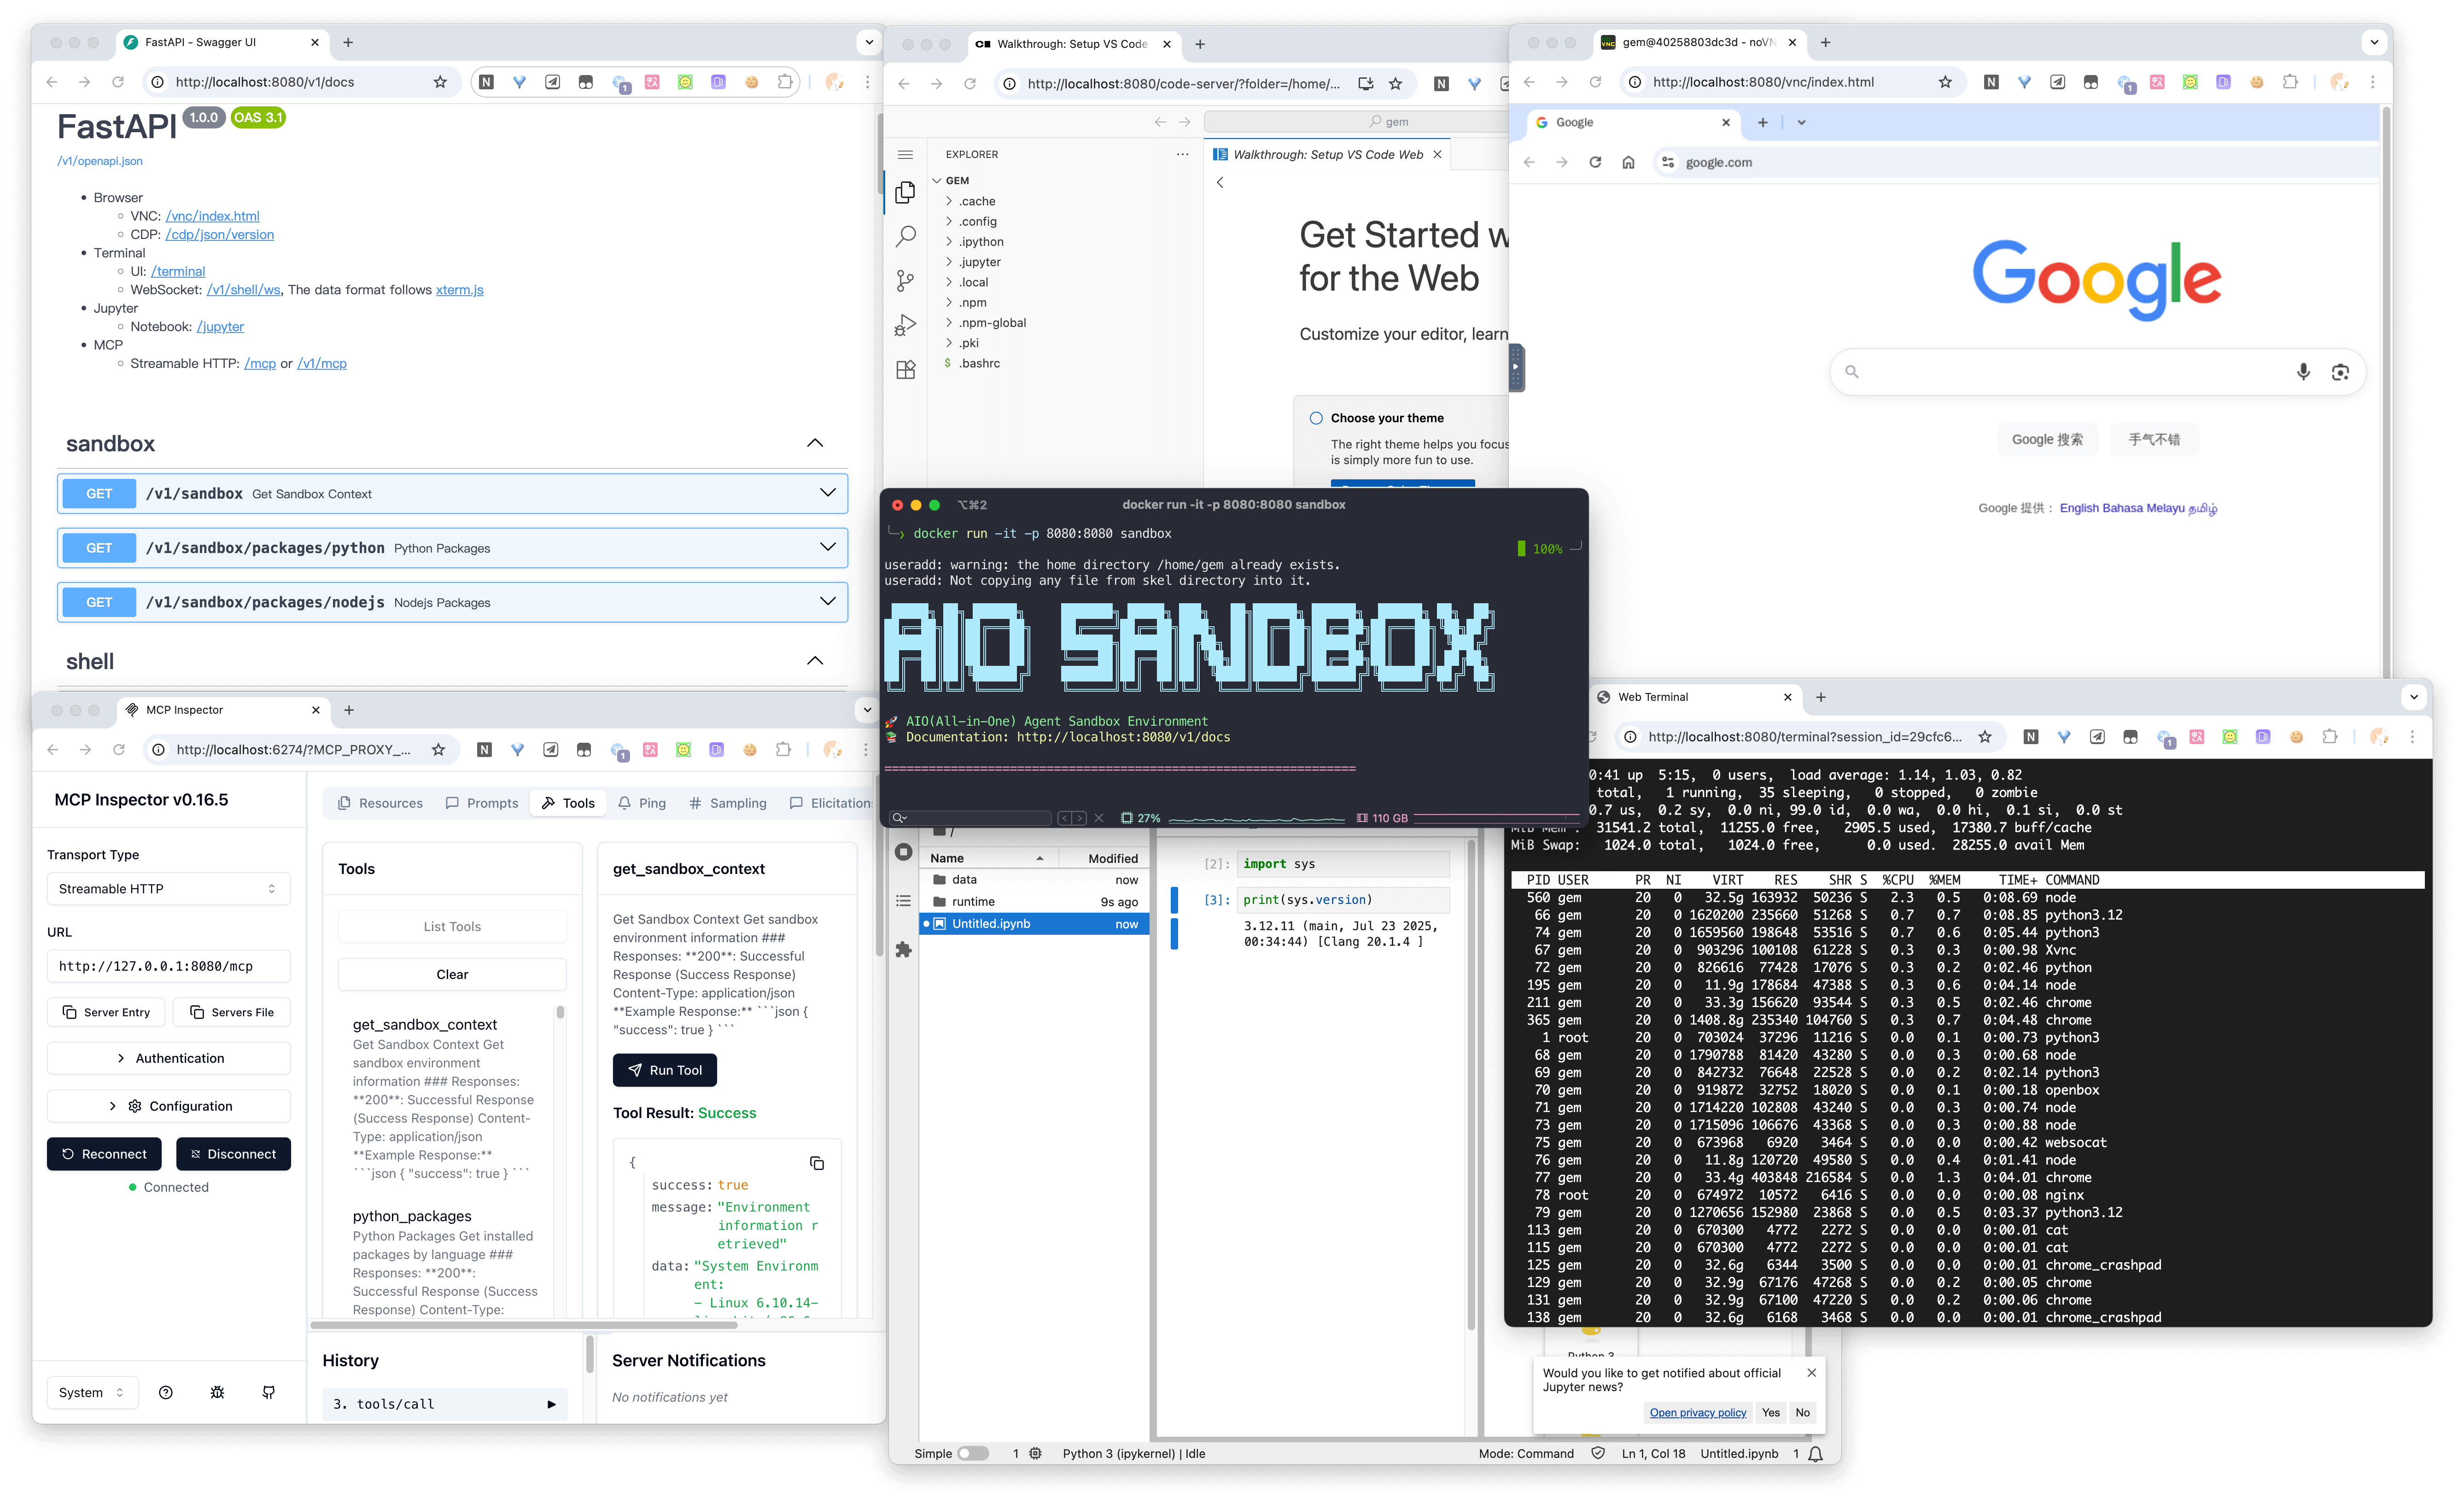 FastAPI - Swagger UI
http://localhost:8080/v1/docs
FastAPI 1.0.0 OAS 3.1
/v1/openapi.json
Browser
VNC: /vnc/index.html
CDP: /cdp/json/version
Terminal
UI: /terminal
WebSocket: /v1/shell/ws, The data format follows xterm.js
Jupyter
Notebook: /jupyter
MCP
Streamable HTTP: /mcp or /v1/mcp
sandbox
GET /v1/sandbox Get Sandbox Context
GET /v1/sandbox/packages/python Python Packages
GET /v1/sandbox/packages/nodejs Nodejs Packages
shell
Walkthrough: Setup VS Code
http://localhost:8080/code-server/?folder=/home/...
gem
EXPLORER
GEM
.cache
.config
.ipython
.jupyter
.local
.npm
.npm-global
.pki
$ .bashrc
Walkthrough: Setup VS Code Web
Get Started w
for the Web
Customize your editor, learn
Choose your theme
The right theme helps you focus
is simply more fun to use.
gem@40258803dc3d - noVN
http://localhost:8080/vnc/index.html
Google
google.com
Google
Google 搜索
手气不错
Google 提供： English Bahasa Melayu தமிழ்
⌥⌘2
docker run -it -p 8080:8080 sandbox
docker run -it -p 8080:8080 sandbox
100%
useradd: warning: the home directory /home/gem already exists.
useradd: Not copying any file from skel directory into it.
AIO SANDBOX
🚀 AIO(All-in-One) Agent Sandbox Environment
📚 Documentation: http://localhost:8080/v1/docs
================================================================
27%
110 GB
MCP Inspector
http://localhost:6274/?MCP_PROXY_...
MCP Inspector v0.16.5
Transport Type
Streamable HTTP
URL
http://127.0.0.1:8080/mcp
Server Entry
Servers File
Authentication
Configuration
Reconnect
Disconnect
Connected
System
Resources
Prompts
Tools
Ping
Sampling
Elicitation
Tools
List Tools
Clear
get_sandbox_context
Get Sandbox Context Get
sandbox environment
information ### Responses:
**200**: Successful Response
(Success Response) Content-
Type: application/json
**Example Response:**
```json { "success": true } ```
python_packages
Python Packages Get installed
packages by language ###
Responses: **200**:
Successful Response (Success
Response) Content-Type:
get_sandbox_context
Get Sandbox Context Get sandbox
environment information ###
Responses: **200**: Successful
Response (Success Response)
Content-Type: application/json
**Example Response:** ```json {
"success": true } ```
Run Tool
Tool Result: Success
{
success: true
message: "Environment
information r
etrieved"
data: "System Environm
ent:
- Linux 6.10.14-
History
3. tools/call
Server Notifications
No notifications yet
/
Name
Modified
data now
runtime 9s ago
Untitled.ipynb now
[2]: import sys
[3]: print(sys.version)
3.12.11 (main, Jul 23 2025,
00:34:44) [Clang 20.1.4 ]
Python 3
Would you like to get notified about official
Jupyter news?
Open privacy policy
Yes
No
Simple
1
Python 3 (ipykernel) | Idle
Mode: Command
Ln 1, Col 18
Untitled.ipynb
1
Web Terminal
http://localhost:8080/terminal?session_id=29cfc6...
0:41 up 5:15, 0 users, load average: 1.14, 1.03, 0.82
total, 1 running, 35 sleeping, 0 stopped, 0 zombie
0.7 us, 0.2 sy, 0.0 ni, 99.0 id, 0.0 wa, 0.0 hi, 0.1 si, 0.0 st
MiB Mem : 31541.2 total, 11255.0 free, 2905.5 used, 17380.7 buff/cache
MiB Swap: 1024.0 total, 1024.0 free, 0.0 used. 28255.0 avail Mem
PID USER PR NI VIRT RES SHR S %CPU %MEM TIME+ COMMAND
560 gem 20 0 32.5g 163932 50236 S 2.3 0.5 0:08.69 node
66 gem 20 0 1620200 235660 51268 S 0.7 0.7 0:08.85 python3.12
74 gem 20 0 1659560 198648 53516 S 0.7 0.6 0:05.44 python3
67 gem 20 0 903296 100108 61228 S 0.3 0.3 0:00.98 Xvnc
72 gem 20 0 826616 77428 17076 S 0.3 0.2 0:02.46 python
195 gem 20 0 11.9g 178684 47388 S 0.3 0.6 0:04.14 node
211 gem 20 0 33.3g 156620 93544 S 0.3 0.5 0:02.46 chrome
365 gem 20 0 1408.8g 235340 104760 S 0.3 0.7 0:04.48 chrome
1 root 20 0 703024 37296 11216 S 0.0 0.1 0:00.73 python3
68 gem 20 0 1790788 81420 43280 S 0.0 0.3 0:00.68 node
69 gem 20 0 842732 76648 22528 S 0.0 0.2 0:02.14 python3
70 gem 20 0 919872 32752 18020 S 0.0 0.1 0:00.18 openbox
71 gem 20 0 1714220 102808 43240 S 0.0 0.3 0:00.74 node
73 gem 20 0 1715096 106676 43368 S 0.0 0.3 0:00.88 node
75 gem 20 0 673968 6920 3464 S 0.0 0.0 0:00.42 websocat
76 gem 20 0 11.8g 120720 49580 S 0.0 0.4 0:01.41 node
77 gem 20 0 33.4g 403848 216584 S 0.0 1.3 0:04.01 chrome
78 root 20 0 674972 10572 6416 S 0.0 0.0 0:00.08 nginx
79 gem 20 0 1270656 152980 23868 S 0.0 0.5 0:03.37 python3.12
113 gem 20 0 670300 4772 2272 S 0.0 0.0 0:00.01 cat
115 gem 20 0 670300 4772 2272 S 0.0 0.0 0:00.01 cat
125 gem 20 0 32.6g 6344 3500 S 0.0 0.0 0:00.01 chrome_crashpad
129 gem 20 0 32.9g 67176 47268 S 0.0 0.2 0:00.05 chrome
131 gem 20 0 32.9g 67100 47220 S 0.0 0.2 0:00.06 chrome
138 gem 20 0 32.6g 6168 3468 S 0.0 0.0 0:00.01 chrome_crashpad